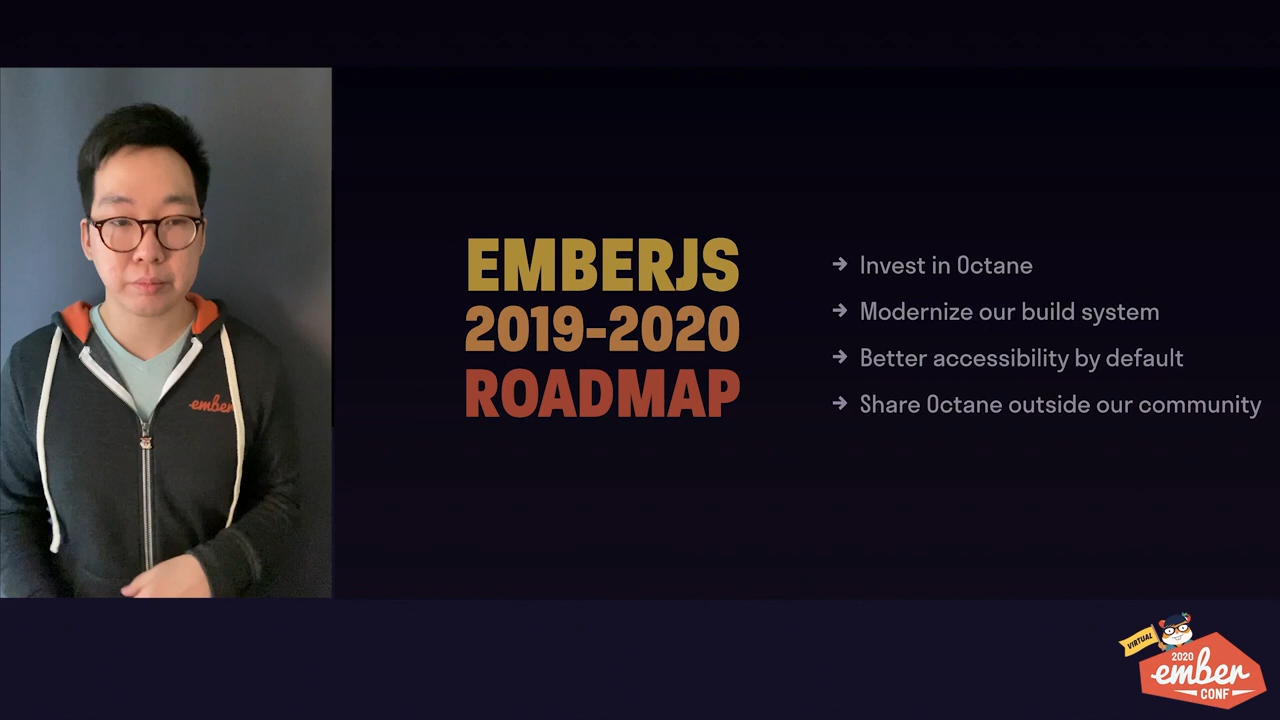 ember
EMBERJS
2019-2020
ROADMAP
→ Invest in Octane
→ Modernize our build system
→ Better accessibility by default
→ Share Octane outside our community
VIRTUAL
2020
ember
CONF